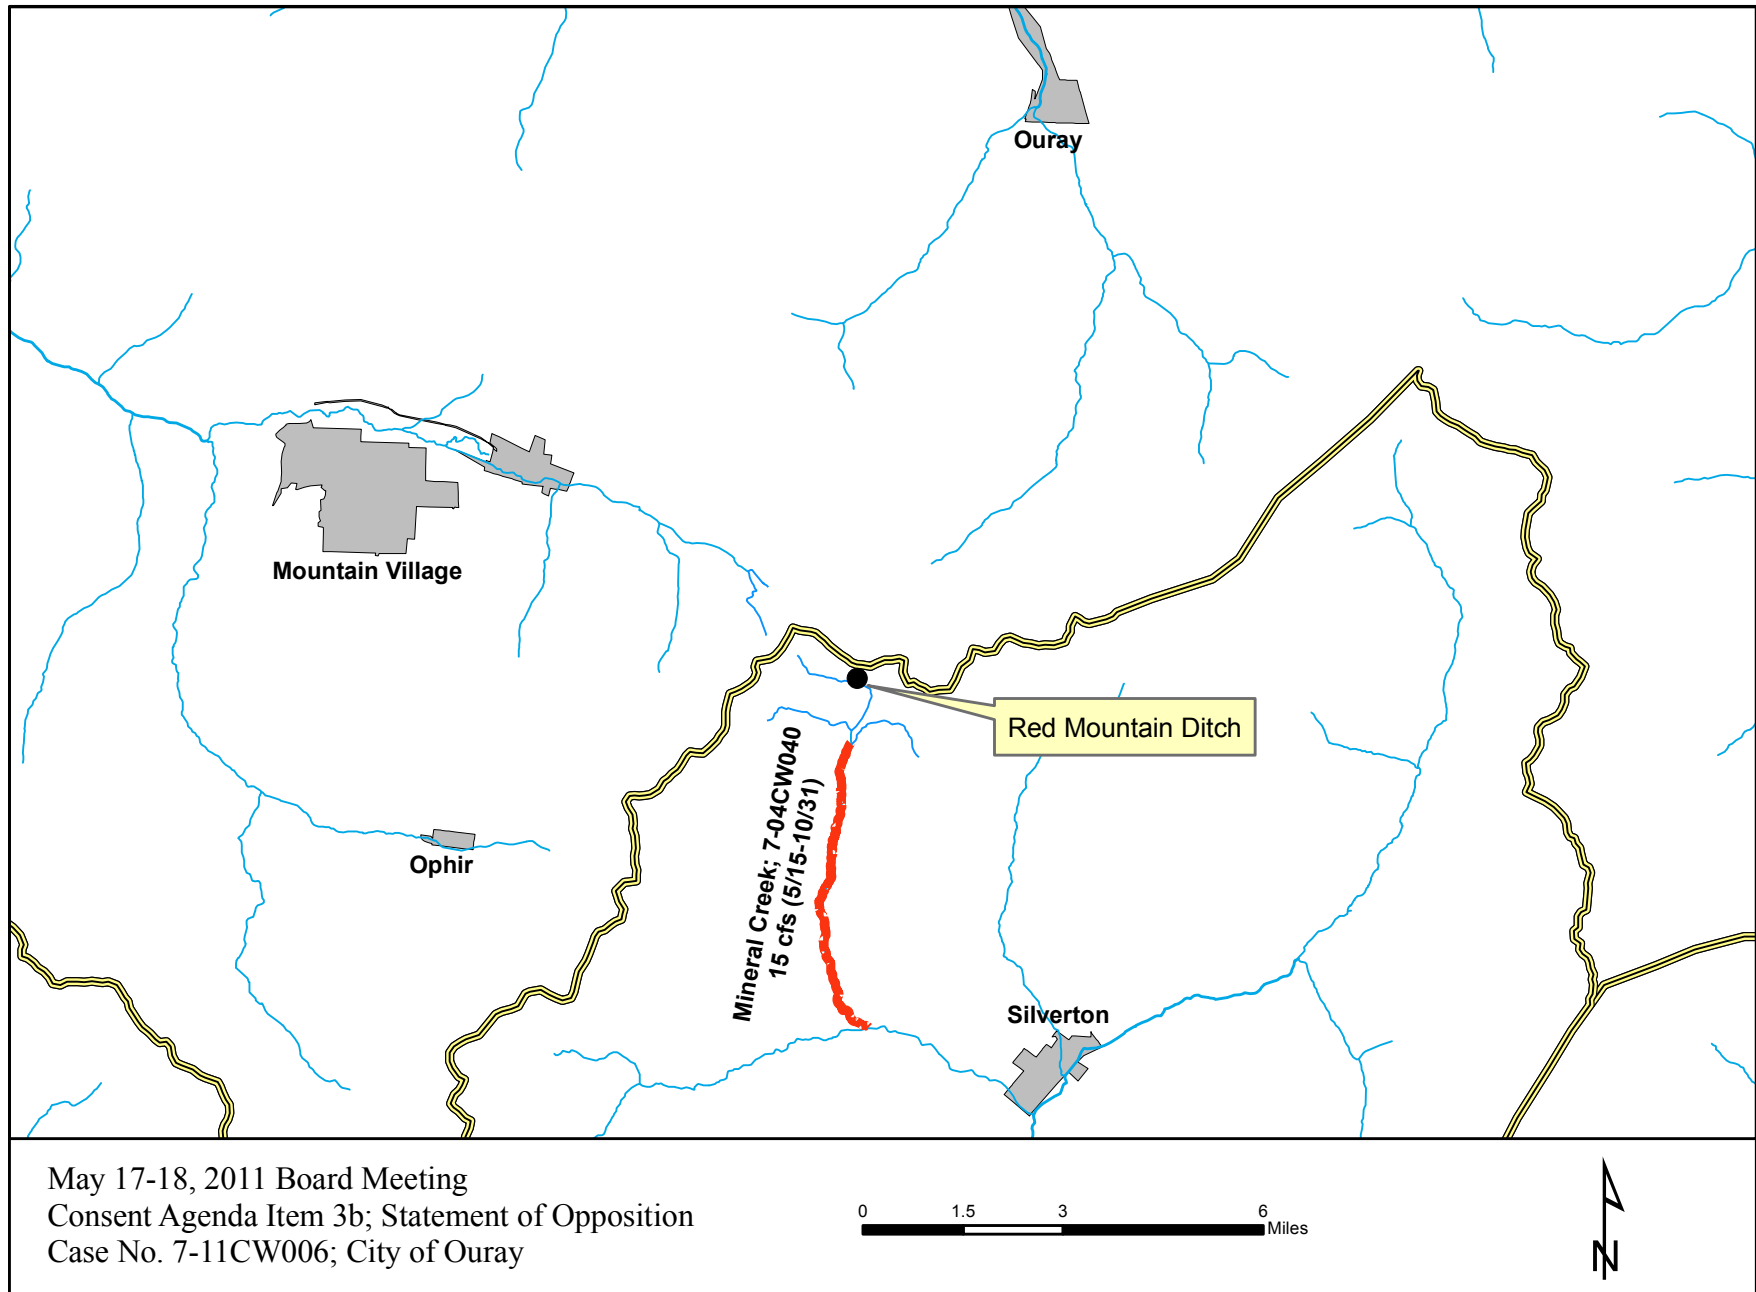 Ouray
Mountain Village
Red Mountain Ditch
Mineral Creek; 7-04CW040
15 cfs (5/15-10/31)
Ophir
Silverton
May 17-18, 2011 Board Meeting
Consent Agenda Item 3b; Statement of Opposition
Case No. 7-11CW006; City of Ouray
0 1.5 3 6
Miles
N